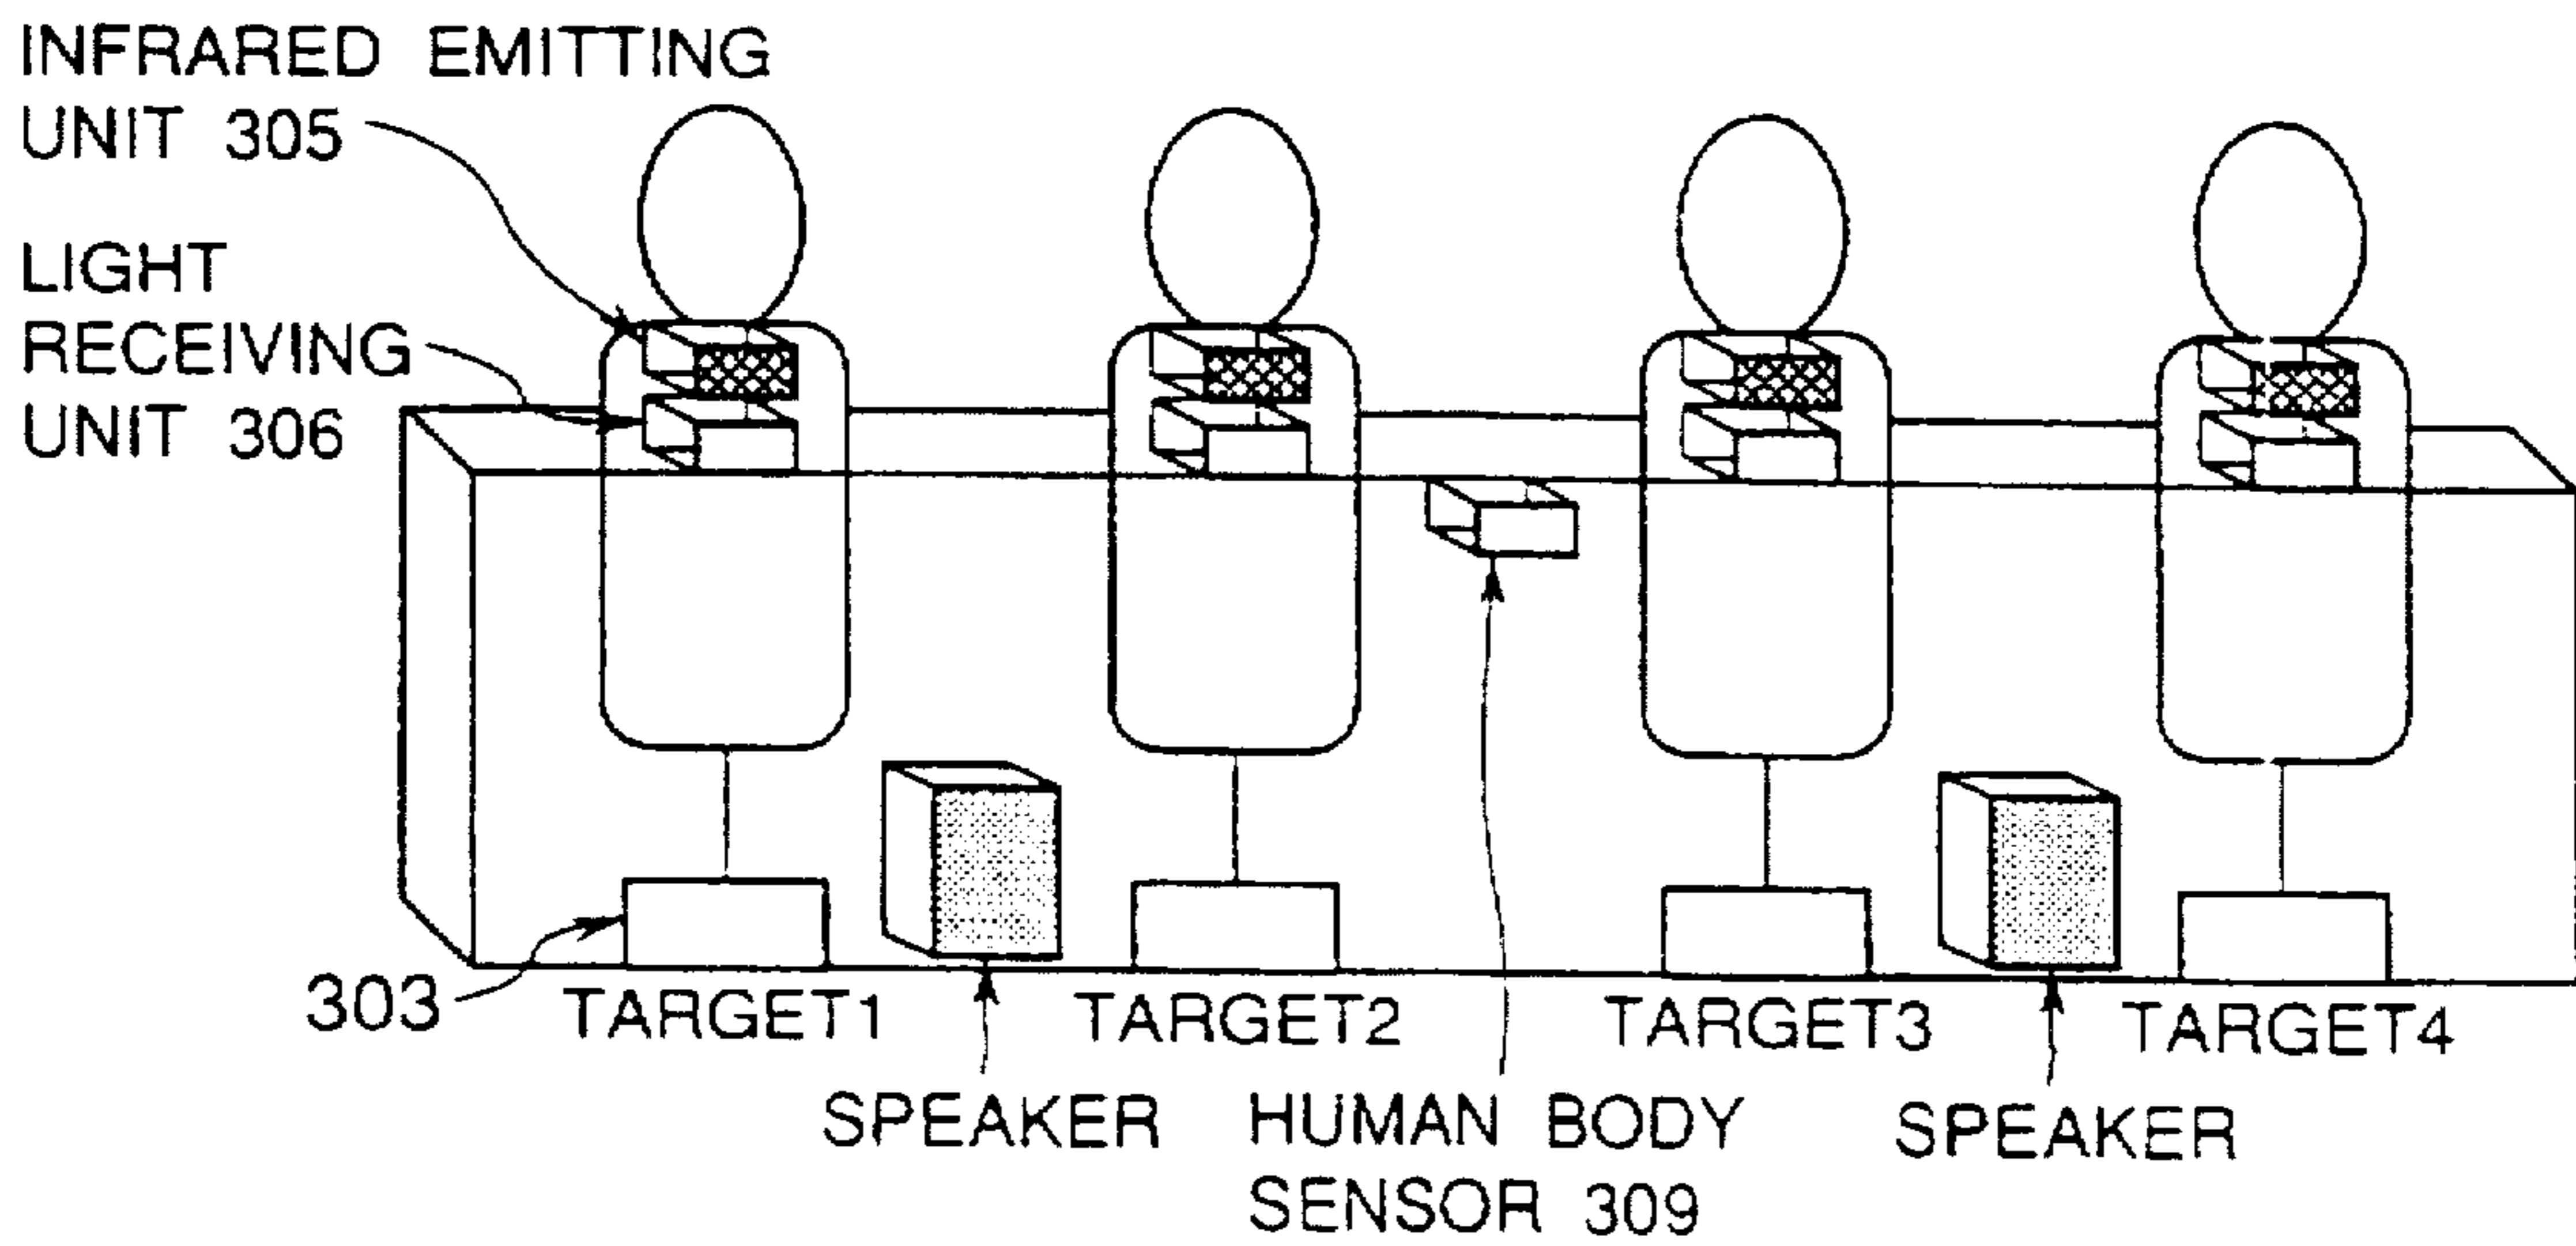 INFRARED EMITTING
UNIT 305
LIGHT
RECEIVING
UNIT 306
303
TARGET1
TARGET2
TARGET3
TARGET4
SPEAKER
HUMAN BODY
SENSOR 309
SPEAKER